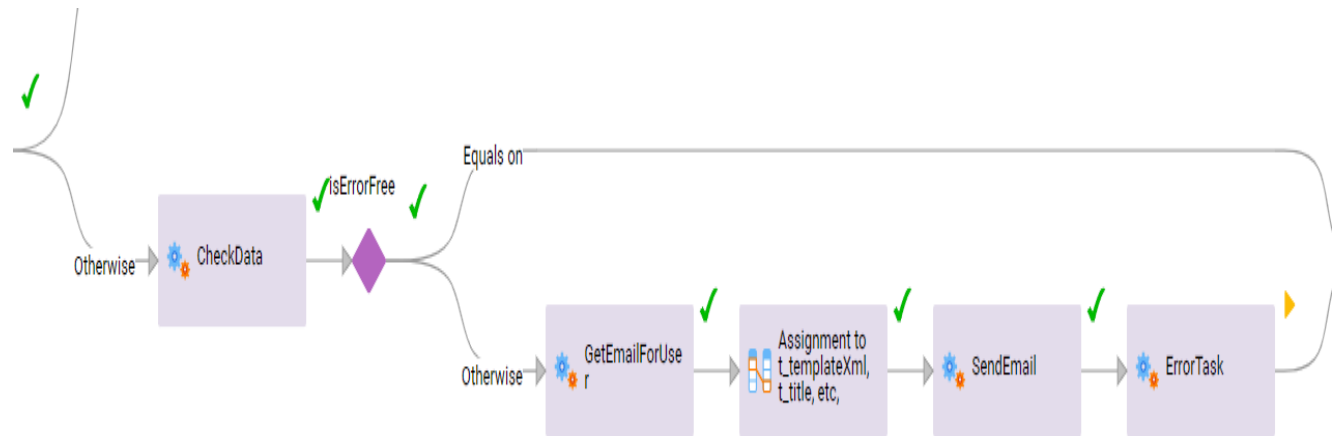 isErrorFree
Equals on
Otherwise
CheckData
Otherwise
GetEmailForUse
r
Assignment to
t_templateXml,
t_title, etc,
SendEmail
ErrorTask